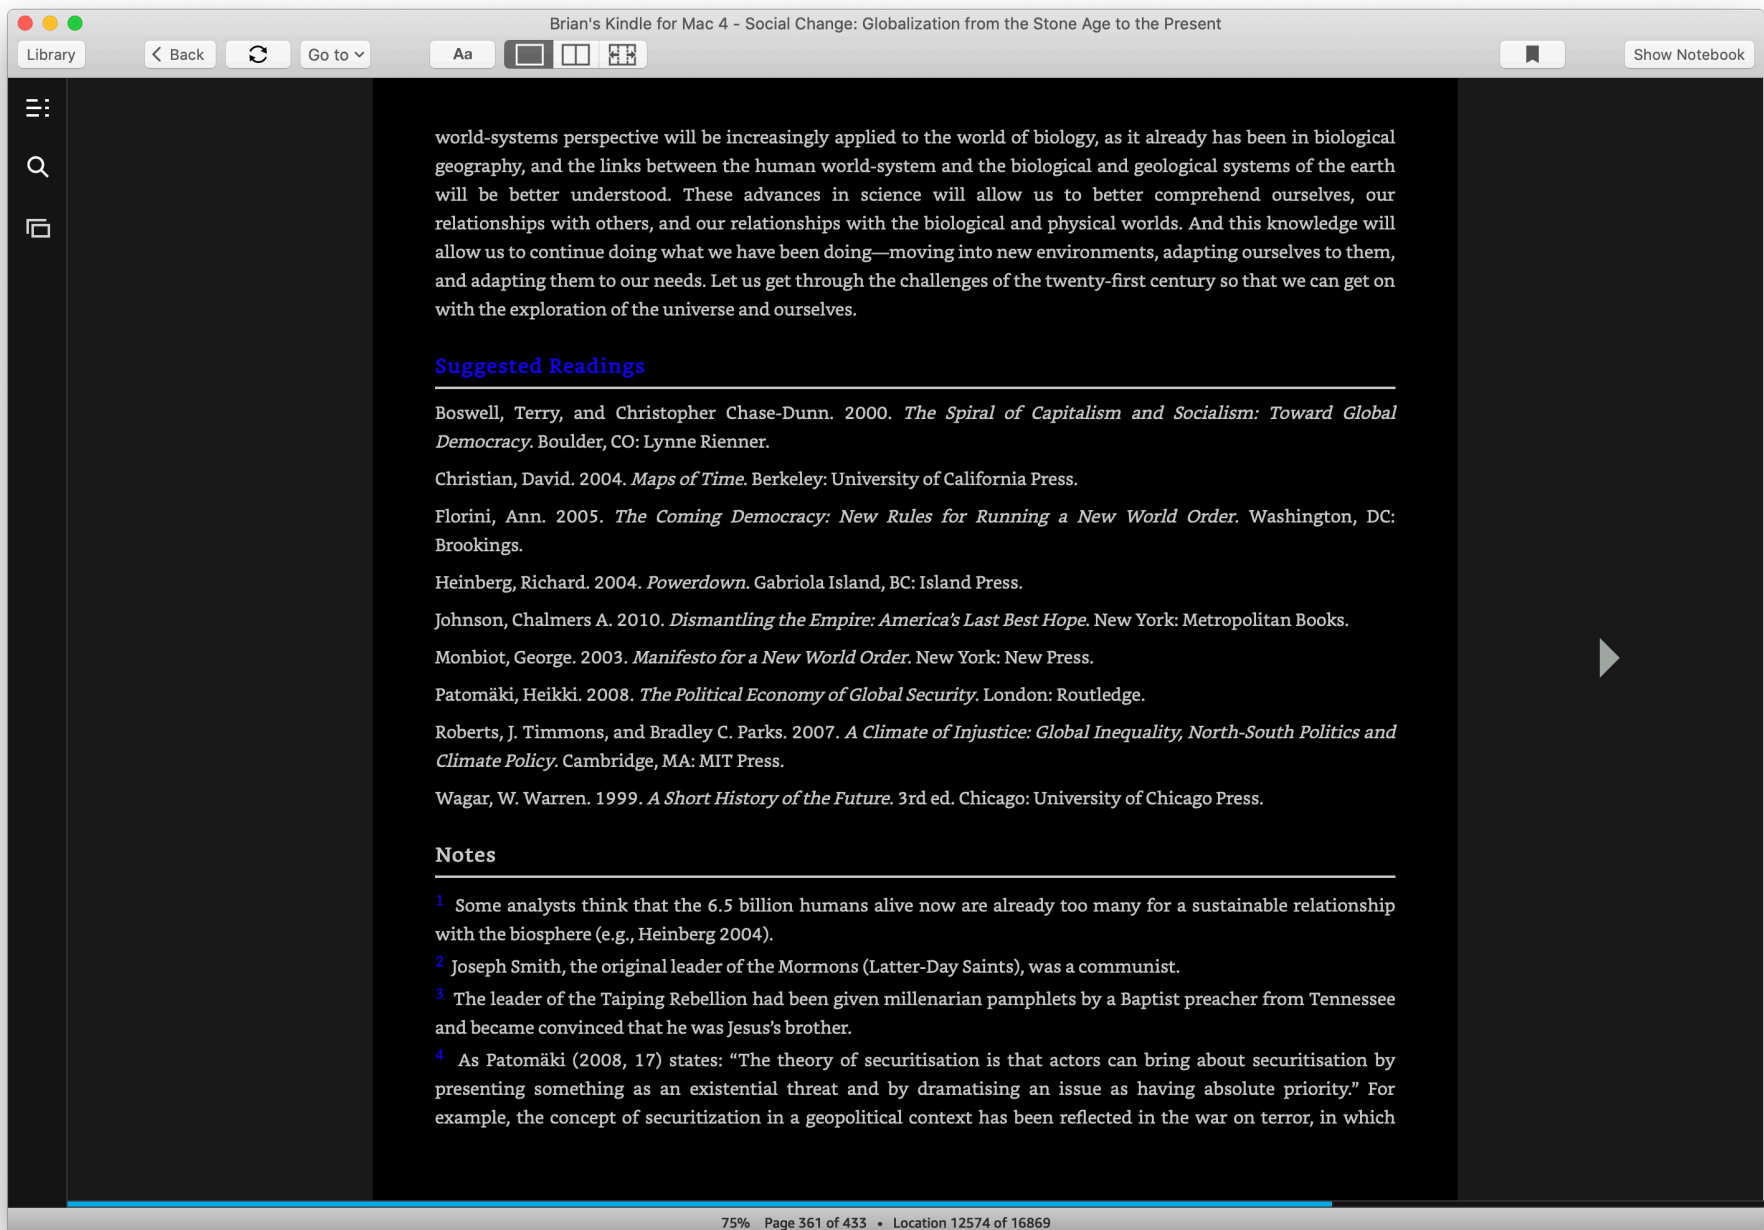 Brian's Kindle for Mac 4 - Social Change: Globalization from the Stone Age to the Present
Library
Back
Go to
Aa
Show Notebook
world-systems perspective will be increasingly applied to the world of biology, as it already has been in biological
geography, and the links between the human world-system and the biological and geological systems of the earth
will be better understood. These advances in science will allow us to better comprehend ourselves, our
relationships with others, and our relationships with the biological and physical worlds. And this knowledge will
allow us to continue doing what we have been doing—moving into new environments, adapting ourselves to them,
and adapting them to our needs. Let us get through the challenges of the twenty-first century so that we can get on
with the exploration of the universe and ourselves.
Suggested Readings
Boswell, Terry, and Christopher Chase-Dunn. 2000. The Spiral of Capitalism and Socialism: Toward Global
Democracy. Boulder, CO: Lynne Rienner.
Christian, David. 2004. Maps of Time. Berkeley: University of California Press.
Florini, Ann. 2005. The Coming Democracy: New Rules for Running a New World Order. Washington, DC:
Brookings.
Heinberg, Richard. 2004. Powerdown. Gabriola Island, BC: Island Press.
Johnson, Chalmers A. 2010. Dismantling the Empire: America's Last Best Hope. New York: Metropolitan Books.
Monbiot, George. 2003. Manifesto for a New World Order. New York: New Press.
Patomäki, Heikki. 2008. The Political Economy of Global Security. London: Routledge.
Roberts, J. Timmons, and Bradley C. Parks. 2007. A Climate of Injustice: Global Inequality, North-South Politics and
Climate Policy. Cambridge, MA: MIT Press.
Wagar, W. Warren. 1999. A Short History of the Future. 3rd ed. Chicago: University of Chicago Press.
Notes
1 Some analysts think that the 6.5 billion humans alive now are already too many for a sustainable relationship
with the biosphere (e.g., Heinberg 2004).
2 Joseph Smith, the original leader of the Mormons (Latter-Day Saints), was a communist.
3 The leader of the Taiping Rebellion had been given millenarian pamphlets by a Baptist preacher from Tennessee
and became convinced that he was Jesus's brother.
4 As Patomäki (2008, 17) states: “The theory of securitisation is that actors can bring about securitisation by
presenting something as an existential threat and by dramatising an issue as having absolute priority.” For
example, the concept of securitization in a geopolitical context has been reflected in the war on terror, in which
75% Page 361 of 433 • Location 12574 of 16869